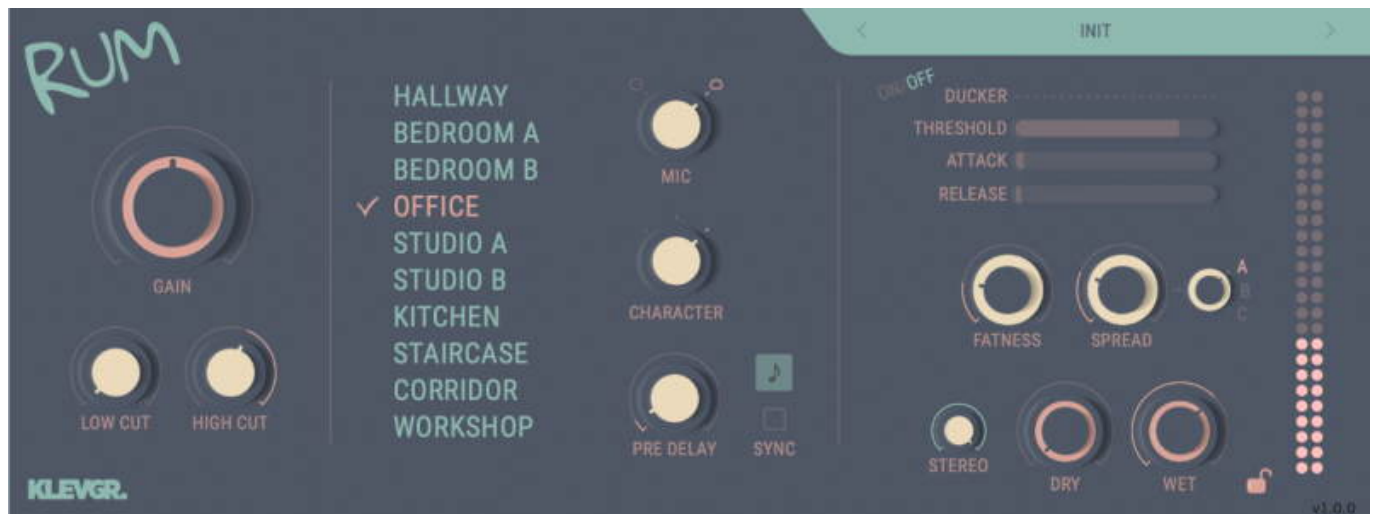 RUM
INIT
GAIN
LOW CUT
HIGH CUT
KLEVGR.
HALLWAY
BEDROOM A
BEDROOM B
OFFICE
STUDIO A
STUDIO B
KITCHEN
STAIRCASE
CORRIDOR
WORKSHOP
MIC
CHARACTER
PRE DELAY
SYNC
ON/OFF
DUCKER
THRESHOLD
ATTACK
RELEASE
FATNESS
SPREAD
A
B
C
STEREO
DRY
WET
v1.0.0